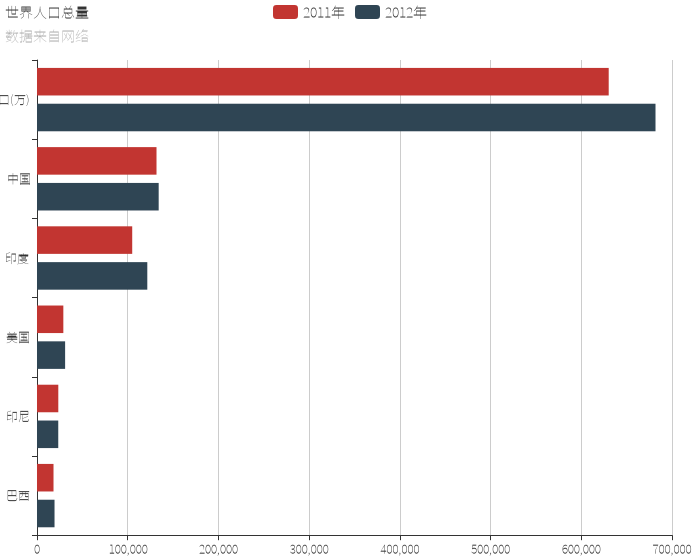 世界人口总量
2011年
2012年
数据来自网络
口(万)
中国
印度
美国
印尼
巴西
0
100,000
200,000
300,000
400,000
500,000
600,000
700,000